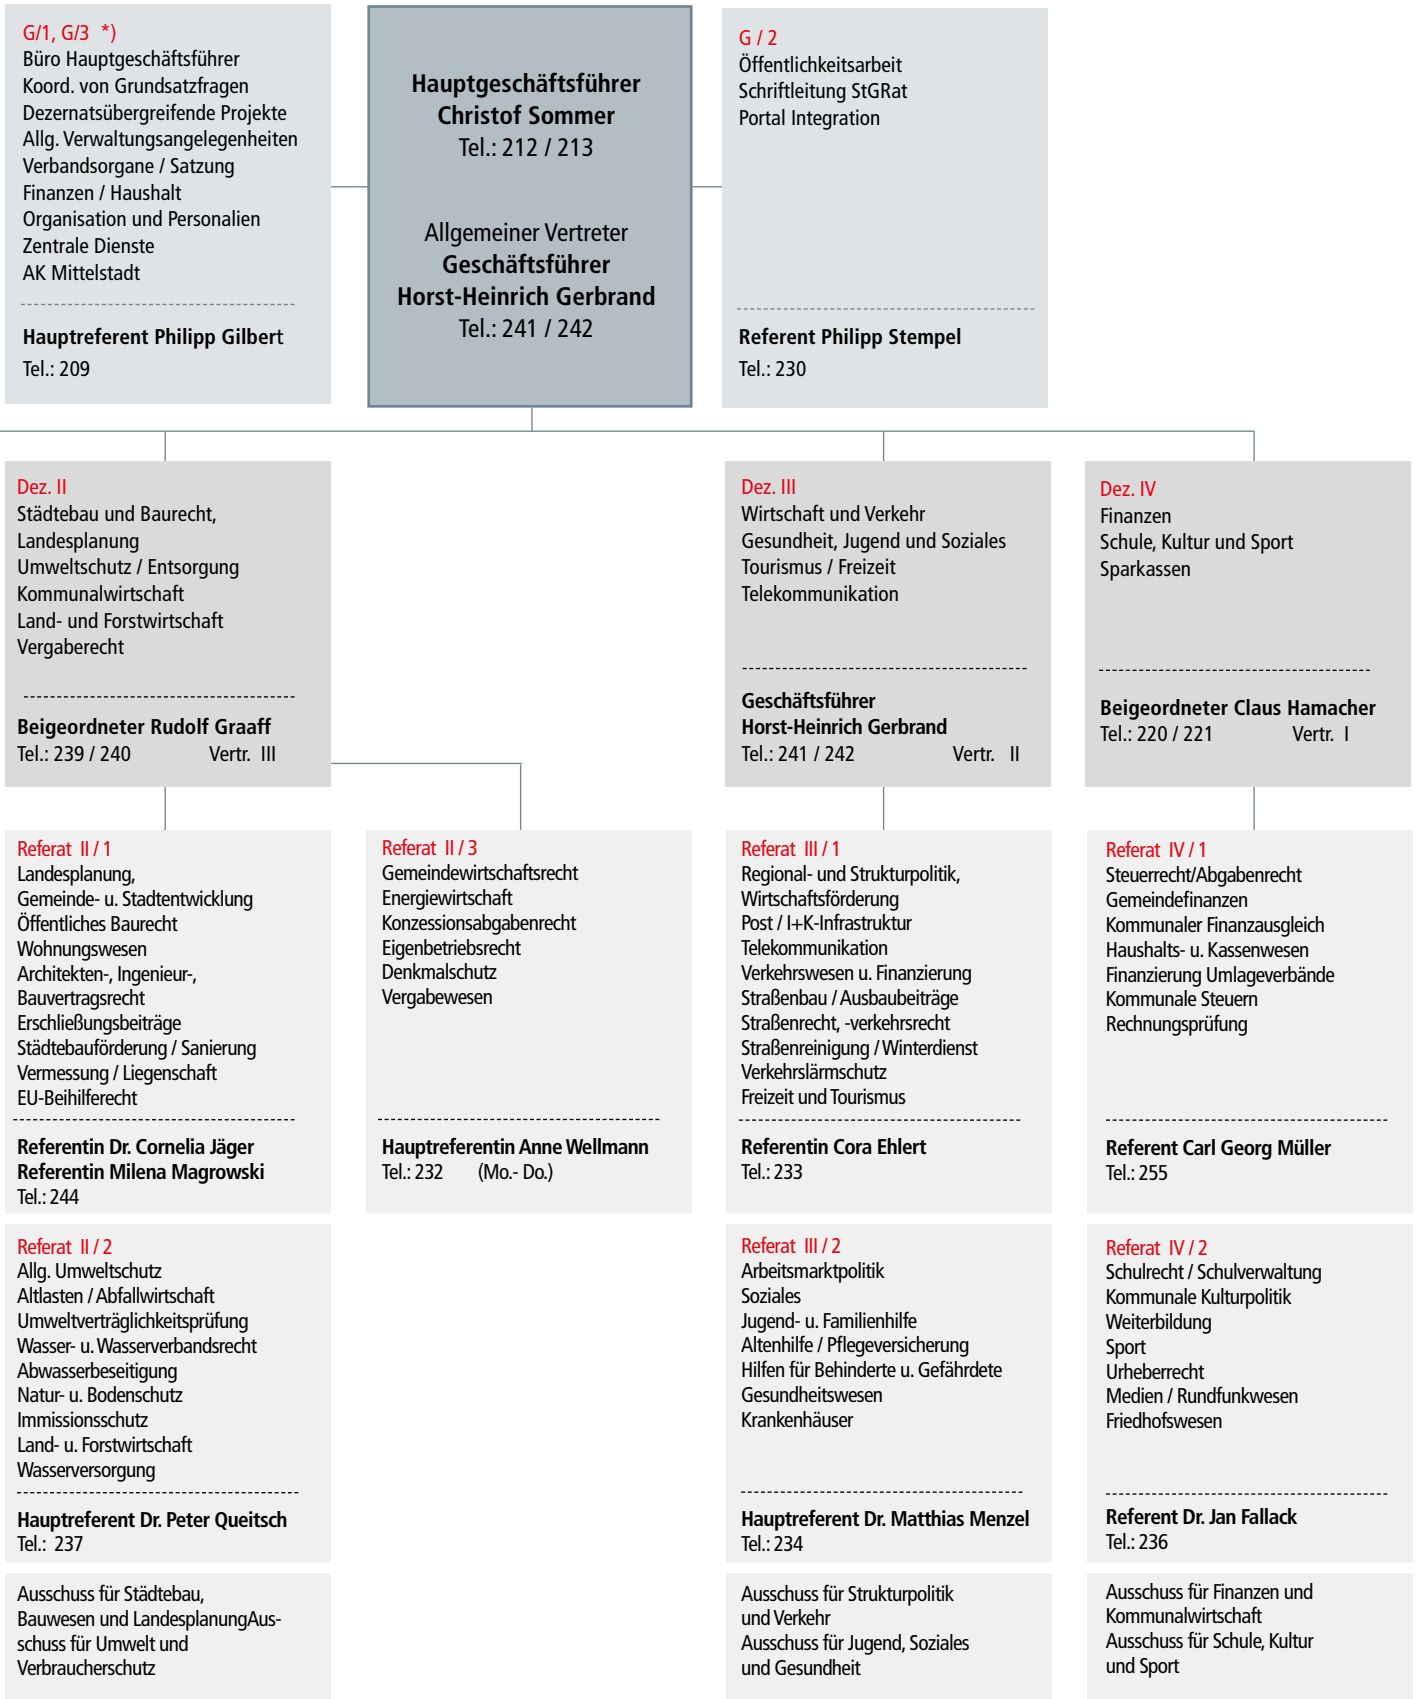 G/1, G/3 *)
Büro Hauptgeschäftsführer
Koord. von Grundsatzfragen
Dezernatsübergreifende Projekte
Allg. Verwaltungsangelegenheiten
Verbandsorgane / Satzung
Finanzen / Haushalt
Organisation und Personalien
Zentrale Dienste
AK Mittelstadt
Hauptreferent Philipp Gilbert
Tel.: 209
Hauptgeschäftsführer
Christof Sommer
Tel.: 212 / 213
Allgemeiner Vertreter
Geschäftsführer
Horst-Heinrich Gerbrand
Tel.: 241 / 242
G / 2
Öffentlichkeitsarbeit
Schriftleitung StGRat
Portal Integration
Referent Philipp Stempel
Tel.: 230
Dez. II
Städtebau und Baurecht,
Landesplanung
Umweltschutz / Entsorgung
Kommunalwirtschaft
Land- und Forstwirtschaft
Vergaberecht
Beigeordneter Rudolf Graaff
Tel.: 239 / 240 Vertr. III
Dez. III
Wirtschaft und Verkehr
Gesundheit, Jugend und Soziales
Tourismus / Freizeit
Telekommunikation
Geschäftsführer
Horst-Heinrich Gerbrand
Tel.: 241 / 242 Vertr. II
Dez. IV
Finanzen
Schule, Kultur und Sport
Sparkassen
Beigeordneter Claus Hamacher
Tel.: 220 / 221 Vertr. I
Referat II / 1
Landesplanung,
Gemeinde- u. Stadtentwicklung
Öffentliches Baurecht
Wohnungswesen
Architekten-, Ingenieur-,
Bauvertragsrecht
Erschließungsbeiträge
Städtebauförderung / Sanierung
Vermessung / Liegenschaft
EU-Beihilferecht
Referentin Dr. Cornelia Jäger
Referentin Milena Magrowski
Tel.: 244
Referat II / 3
Gemeindewirtschaftsrecht
Energiewirtschaft
Konzessionsabgabenrecht
Eigenbetriebsrecht
Denkmalschutz
Vergabewesen
Hauptreferentin Anne Wellmann
Tel.: 232 (Mo.- Do.)
Referat III / 1
Regional- und Strukturpolitik,
Wirtschaftsförderung
Post / I+K-Infrastruktur
Telekommunikation
Verkehrswesen u. Finanzierung
Straßenbau / Ausbaubeiträge
Straßenrecht, -verkehrsrecht
Straßenreinigung / Winterdienst
Verkehrslärmschutz
Freizeit und Tourismus
Referentin Cora Ehlert
Tel.: 233
Referat IV / 1
Steuerrecht/Abgabenrecht
Gemeindefinanzen
Kommunaler Finanzausgleich
Haushalts- u. Kassenwesen
Finanzierung Umlageverbände
Kommunale Steuern
Rechnungsprüfung
Referent Carl Georg Müller
Tel.: 255
Referat II / 2
Allg. Umweltschutz
Altlasten / Abfallwirtschaft
Umweltverträglichkeitsprüfung
Wasser- u. Wasserverbandsrecht
Abwasserbeseitigung
Natur- u. Bodenschutz
Immissionsschutz
Land- u. Forstwirtschaft
Wasserversorgung
Hauptreferent Dr. Peter Queitsch
Tel.: 237
Referat III / 2
Arbeitsmarktpolitik
Soziales
Jugend- u. Familienhilfe
Altenhilfe / Pflegeversicherung
Hilfen für Behinderte u. Gefährdete
Gesundheitswesen
Krankenhäuser
Hauptreferent Dr. Matthias Menzel
Tel.: 234
Referat IV / 2
Schulrecht / Schulverwaltung
Kommunale Kulturpolitik
Weiterbildung
Sport
Urheberrecht
Medien / Rundfunkwesen
Friedhofswesen
Referent Dr. Jan Fallack
Tel.: 236
Ausschuss für Städtebau,
Bauwesen und LandesplanungAus-
schuss für Umwelt und
Verbraucherschutz
Ausschuss für Strukturpolitik
und Verkehr
Ausschuss für Jugend, Soziales
und Gesundheit
Ausschuss für Finanzen und
Kommunalwirtschaft
Ausschuss für Schule, Kultur
und Sport